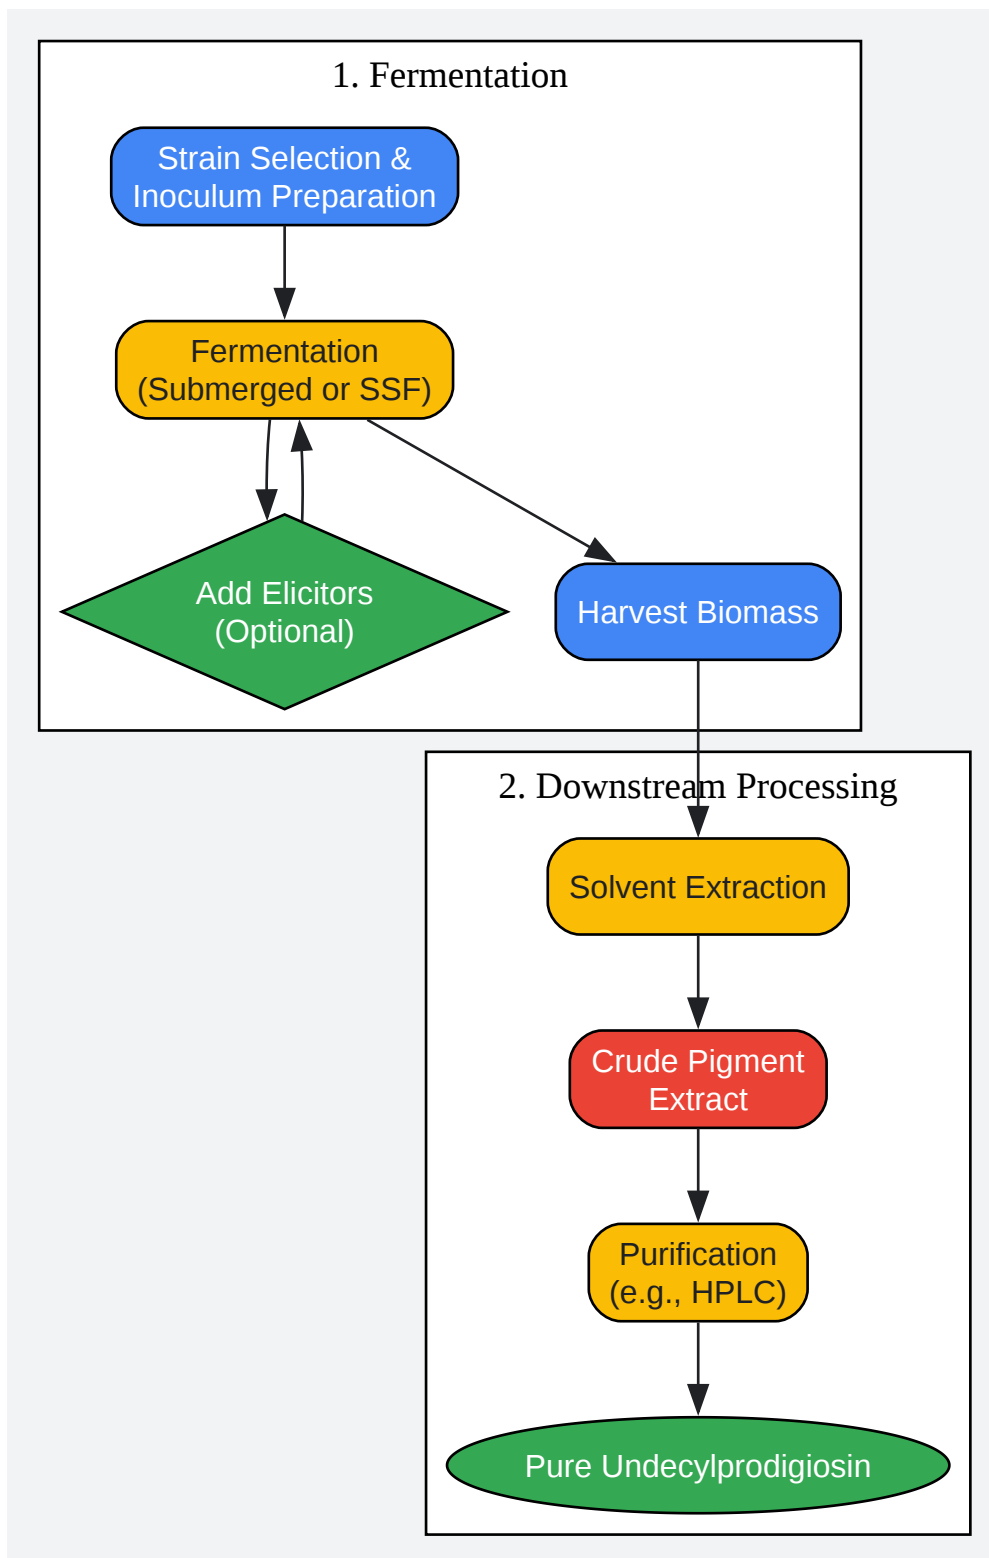 1. Fermentation
Strain Selection &
Inoculum Preparation
Fermentation
(Submerged or SSF)
Add Elicitors
(Optional)
Harvest Biomass
2. Downstream Processing
Solvent Extraction
Crude Pigment
Extract
Purification
(e.g., HPLC)
Pure Undecylprodigiosin